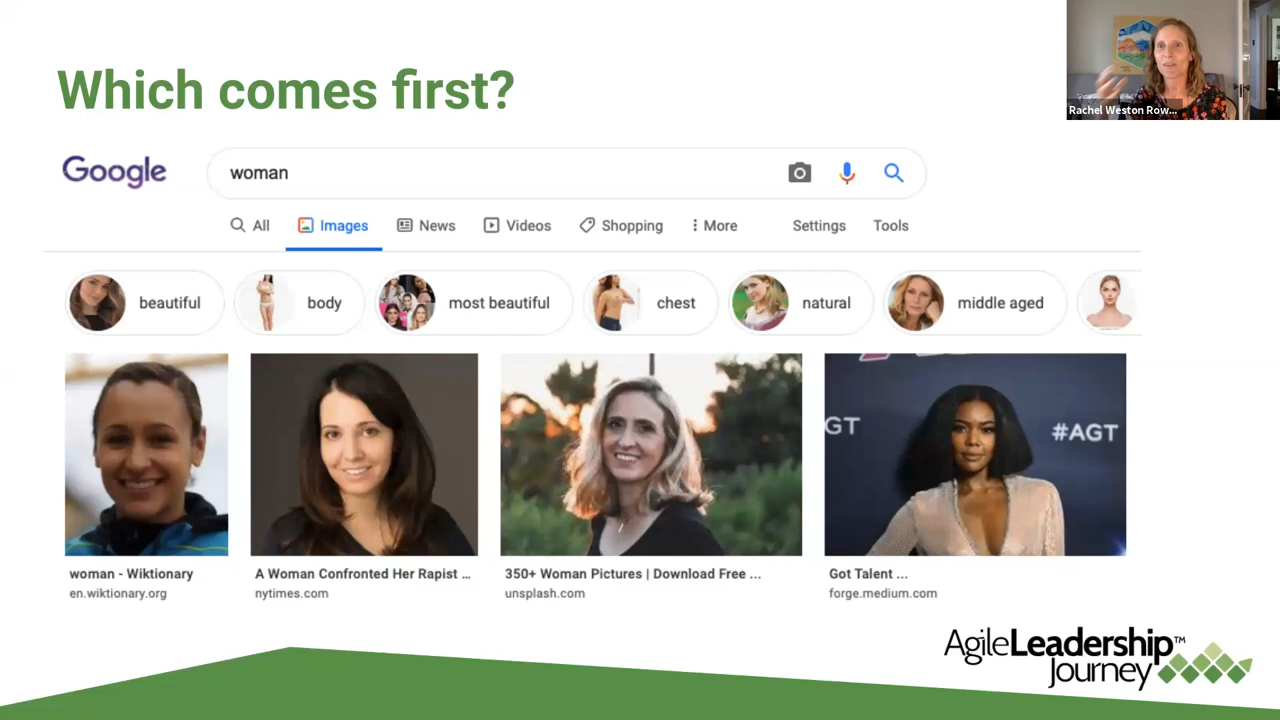 Which comes first?
Rachel Weston Row...
Google
woman
All
Images
News
Videos
Shopping
More
Settings
Tools
beautiful
body
most beautiful
chest
natural
middle aged
GT
#AGT
woman - Wiktionary
en.wiktionary.org
A Woman Confronted Her Rapist ...
nytimes.com
350+ Woman Pictures | Download Free ...
unsplash.com
Got Talent ...
forge.medium.com
AgileLeadership™
Journey